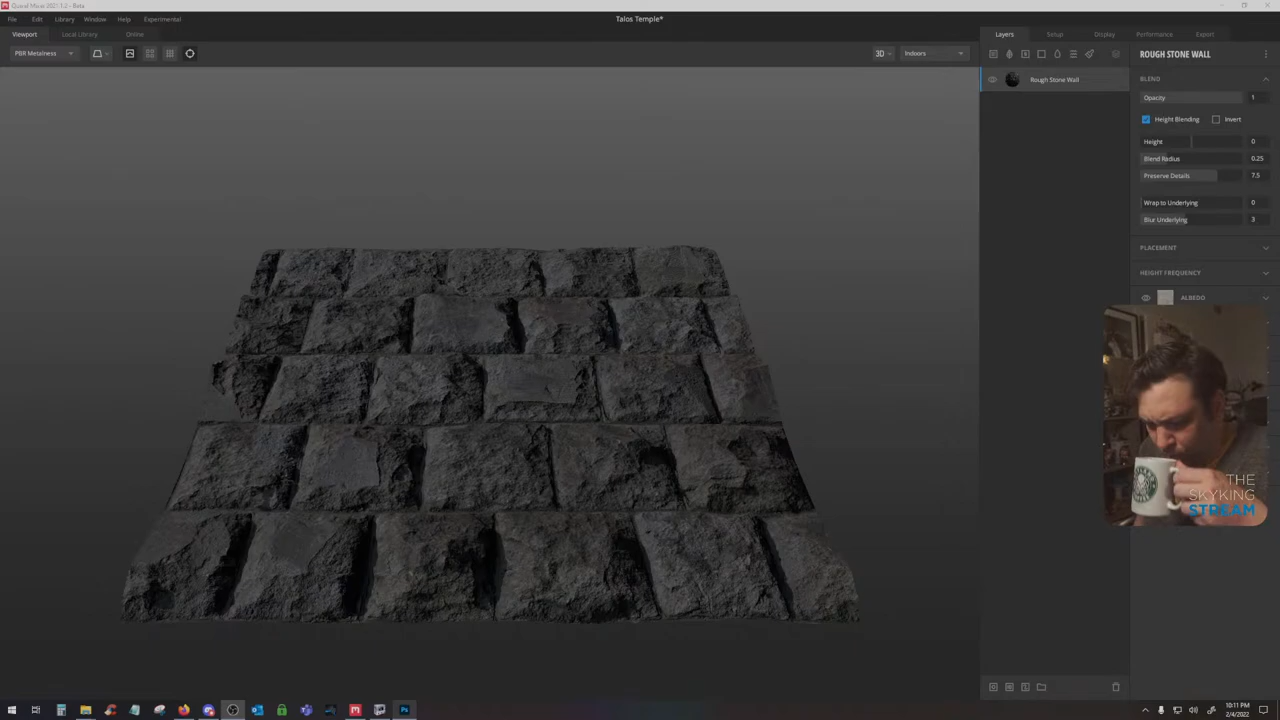 Quixel Mixer 2021.1.3 - Beta
File Edit Library Window Help Experimental
Talos Temple*
Viewport Local Library Online
Layers Setup Display Performance Export
PBR Metalness
3D
Indoors
ROUGH STONE WALL
Rough Stone Wall
BLEND
Opacity 1
Height Blending Invert
Height 0
Blend Radius 0.25
Preserve Details 7.5
Wrap to Underlying 0
Blur Underlying 3
PLACEMENT
HEIGHT FREQUENCY
ALBEDO
THE
SKYKING
STREAM
10:11 PM
2/4/2022